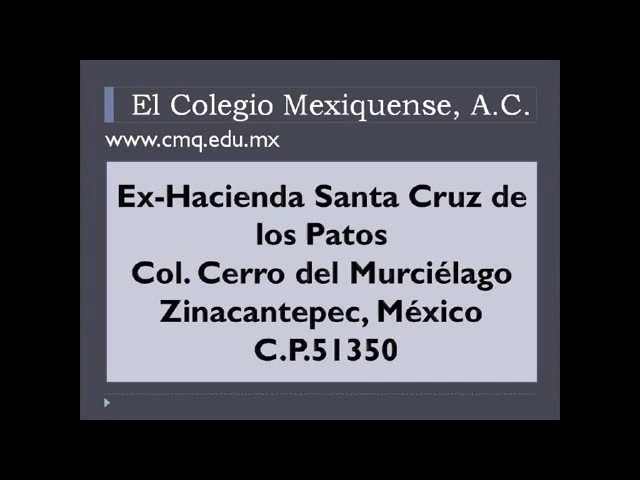 El Colegio Mexiquense, A.C.
www.cmq.edu.mx
Ex-Hacienda Santa Cruz de
los Patos
Col. Cerro del Murciélago
Zinacantepec, México
C.P.51350